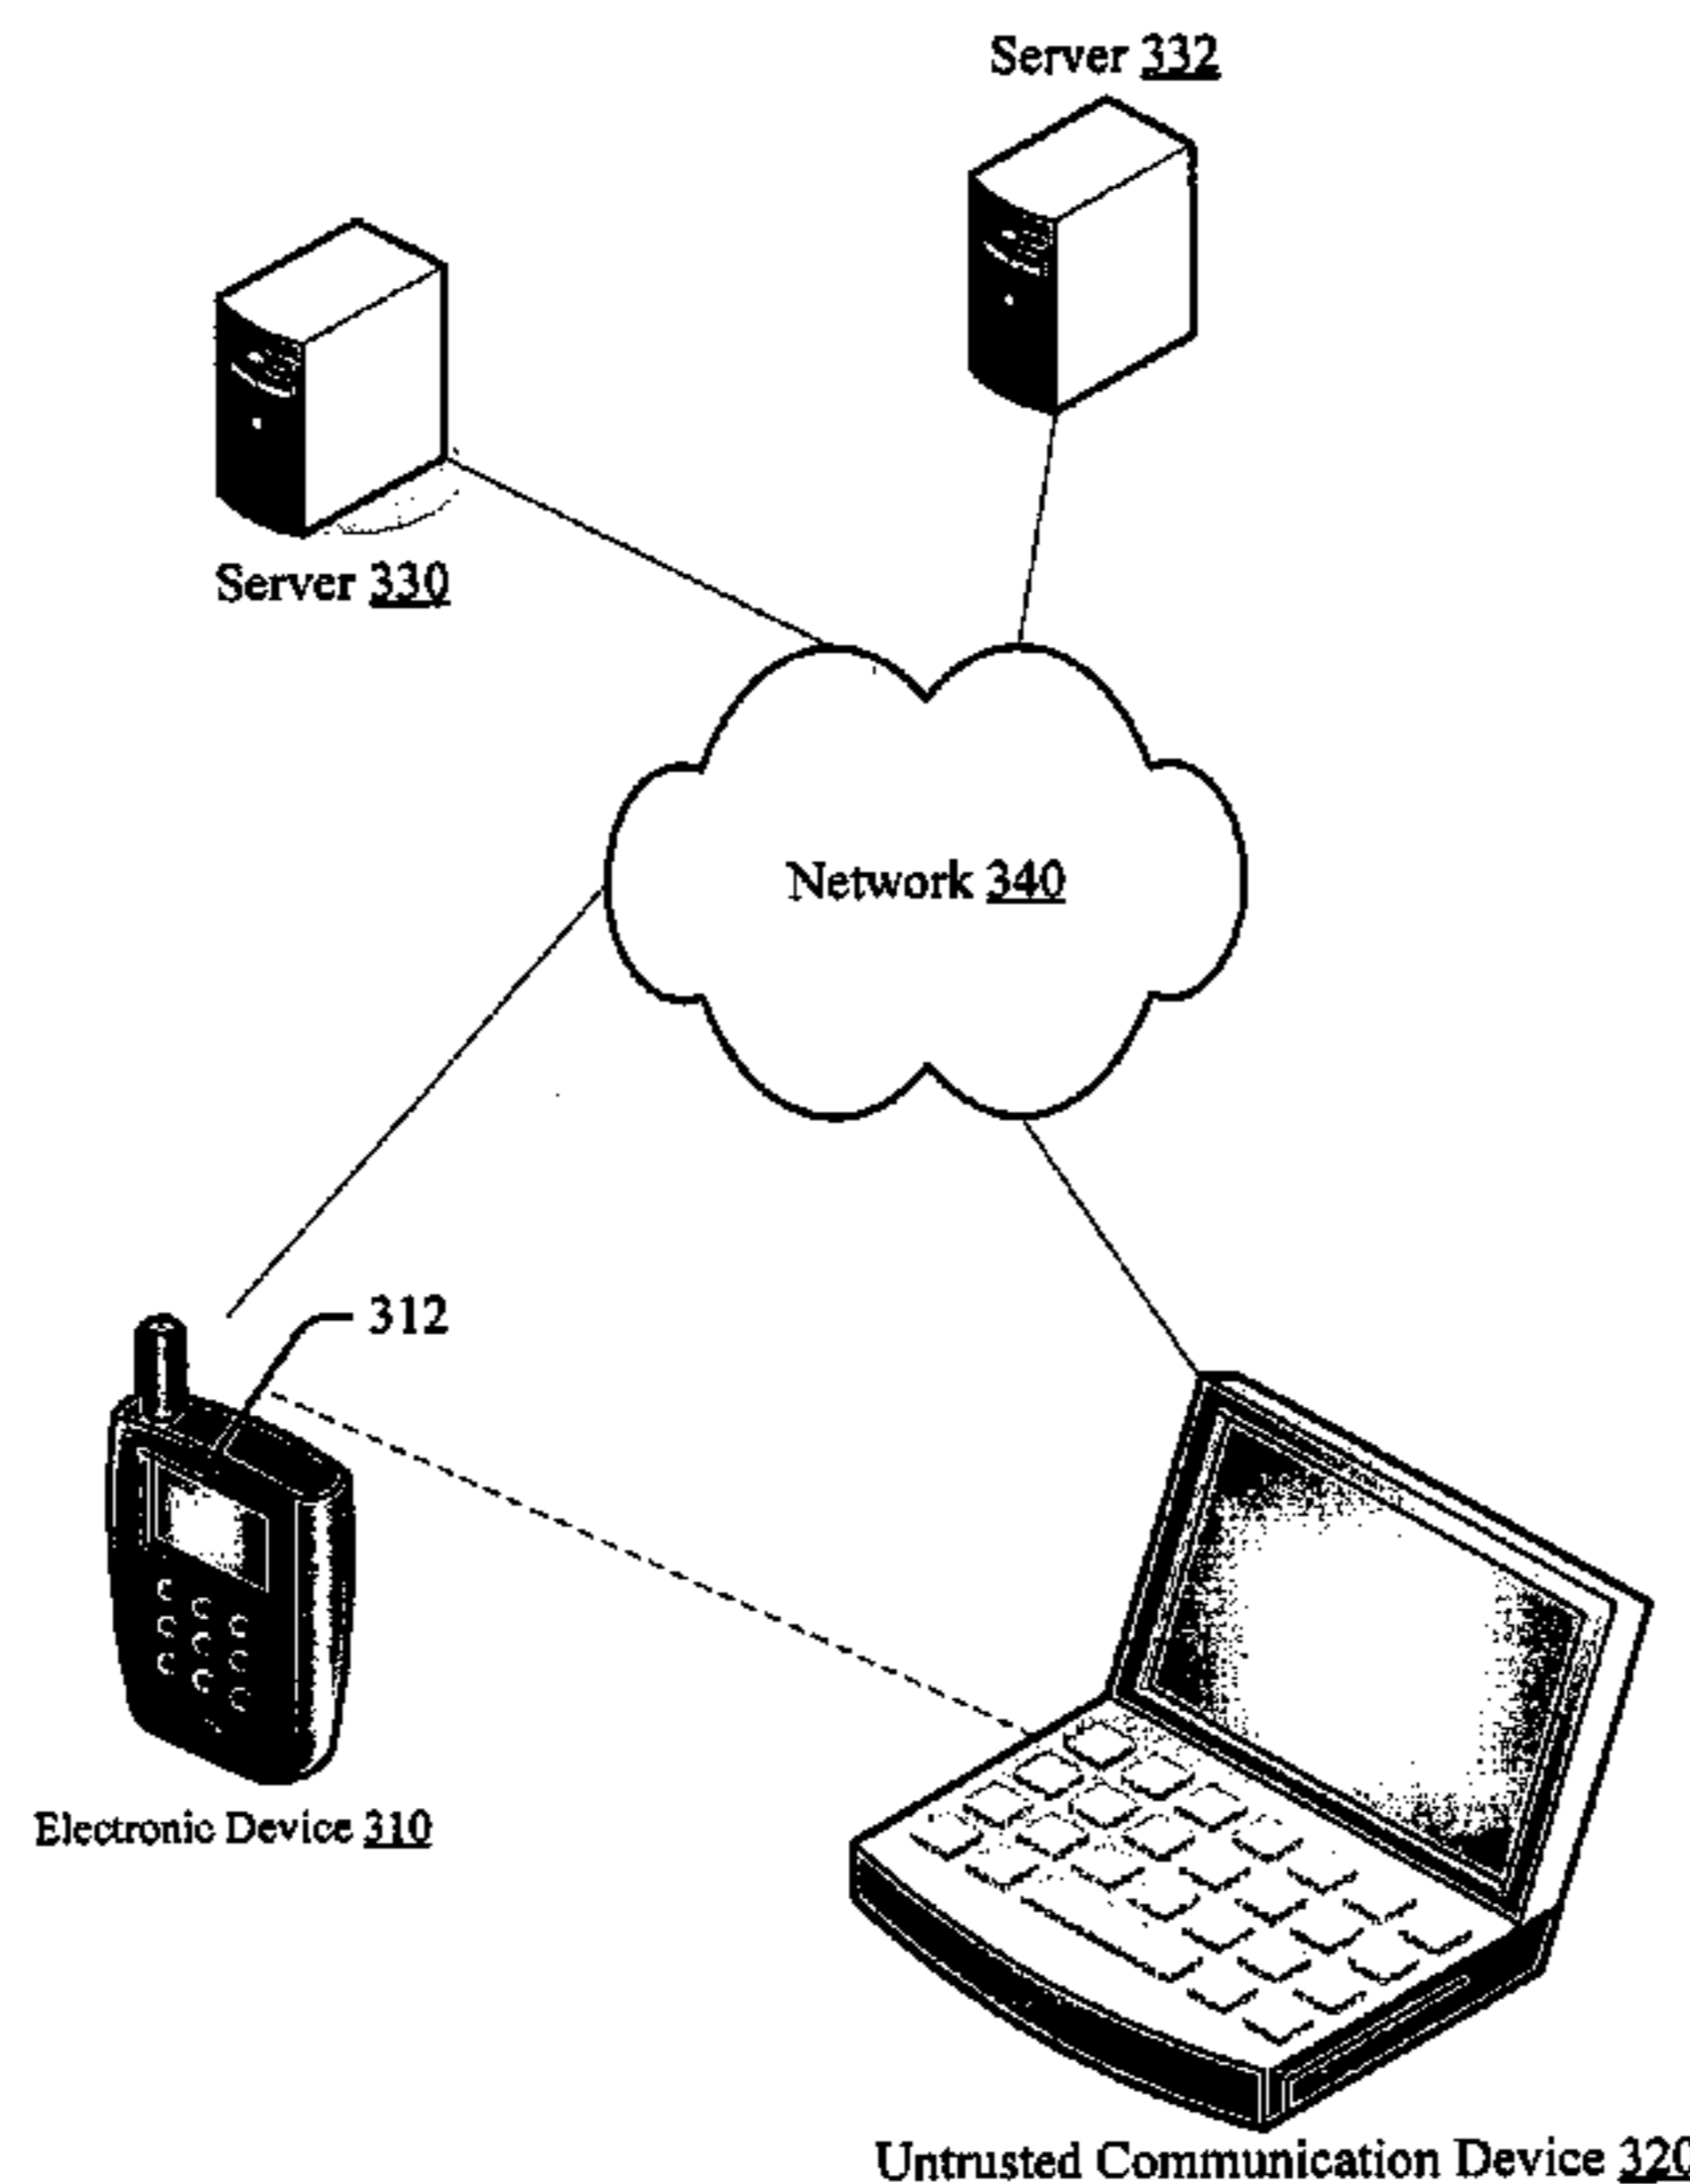 Server 332
Server 330
Network 340
312
Electronic Device 310
Untrusted Communication Device 320